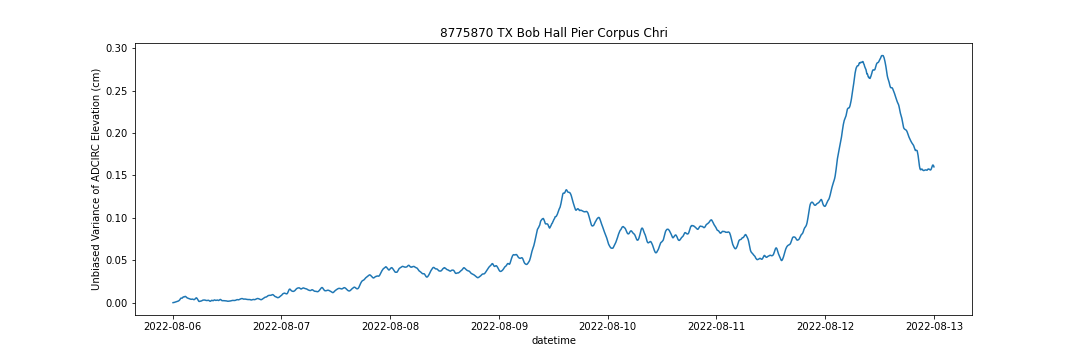 8775870 TX Bob Hall Pier Corpus Chri
Unbiased Variance of ADCIRC Elevation (cm)
0.30
0.25
0.20
0.15
0.10
0.05
0.00
2022-08-06 2022-08-07 2022-08-08 2022-08-09 2022-08-10 2022-08-11 2022-08-12 2022-08-13
datetime